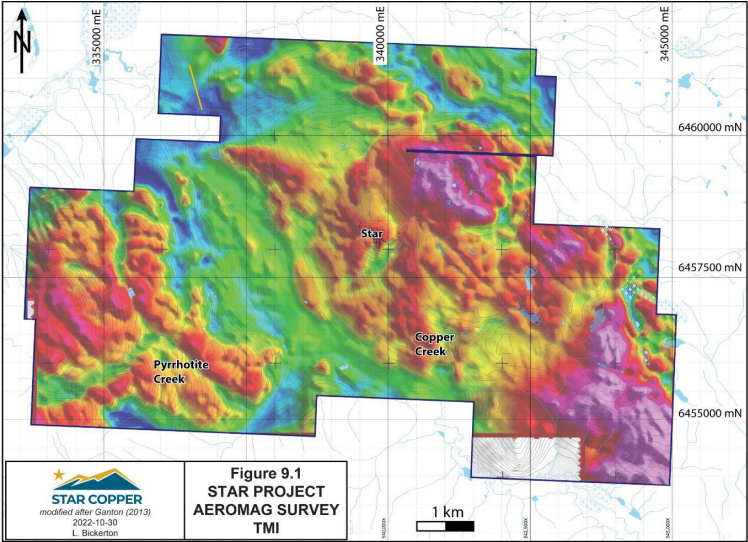 N
335000 mE
340000 mE
345000 mE
6460000 mN
Star
6457500 mN
Copper
Creek
Pyrrhotite
Creek
6455000 mN
STAR COPPER
modified after Ganton (2013)
2022-10-30
L. Bickerton
Figure 9.1
STAR PROJECT
AEROMAG SURVEY
TMI
1 km